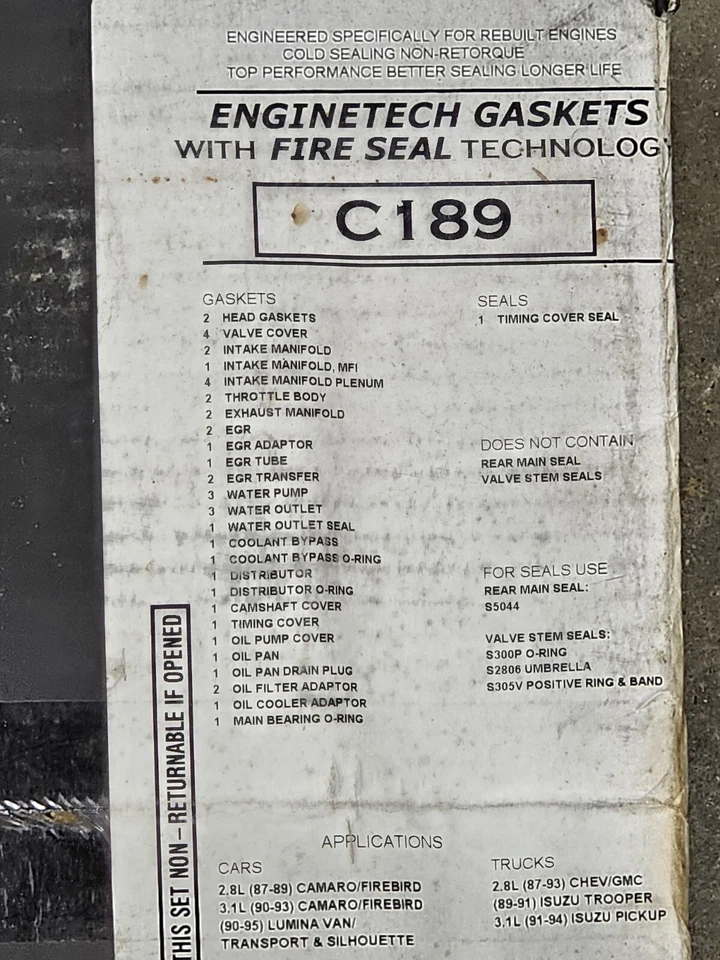 ENGINEERED SPECIFICALLY FOR REBUILT ENGINES
COLD SEALING NON-RETORQUE
TOP PERFORMANCE BETTER SEALING LONGER LIFE
ENGINETECH GASKETS
WITH FIRE SEAL TECHNOLOGY
C189
GASKETS
2 HEAD GASKETS
4 VALVE COVER
2 INTAKE MANIFOLD
1 INTAKE MANIFOLD, MFI
4 INTAKE MANIFOLD PLENUM
2 THROTTLE BODY
2 EXHAUST MANIFOLD
2 EGR
1 EGR ADAPTOR
1 EGR TUBE
2 EGR TRANSFER
3 WATER PUMP
3 WATER OUTLET
1 WATER OUTLET SEAL
1 COOLANT BYPASS
1 COOLANT BYPASS O-RING
1 DISTRIBUTOR
1 DISTRIBUTOR O-RING
1 CAMSHAFT COVER
1 TIMING COVER
1 OIL PUMP COVER
1 OIL PAN
1 OIL PAN DRAIN PLUG
2 OIL FILTER ADAPTOR
1 OIL COOLER ADAPTOR
1 MAIN BEARING O-RING
SEALS
1 TIMING COVER SEAL
DOES NOT CONTAIN
REAR MAIN SEAL
VALVE STEM SEALS
FOR SEALS USE
REAR MAIN SEAL:
S5044
VALVE STEM SEALS:
S300P O-RING
S2806 UMBRELLA
S305V POSITIVE RING & BAND
THIS SET NON-RETURNABLE IF OPENED
APPLICATIONS
CARS
2.8L (87-89) CAMARO/FIREBIRD
3.1L (90-93) CAMARO/FIREBIRD
(90-95) LUMINA VAN/
TRANSPORT & SILHOUETTE
TRUCKS
2.8L (87-93) CHEV/GMC
(89-91) ISUZU TROOPER
3.1L (91-94) ISUZU PICKUP